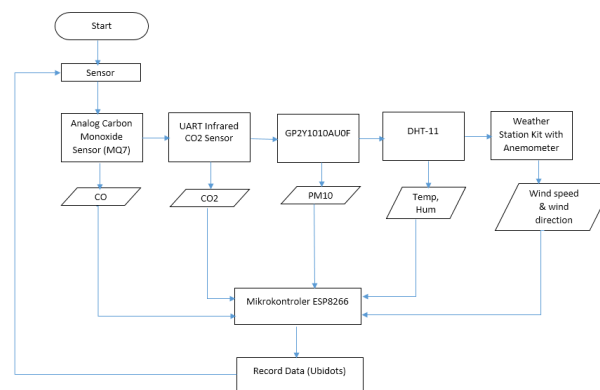 Start
Sensor
Analog Carbon
Monoxide
Sensor (MQ7)
UART Infrared
CO2 Sensor
GP2Y1010AU0F
DHT-11
Weather
Station Kit with
Anemometer
CO
CO2
PM10
Temp,
Hum
Wind speed
& wind
direction
Mikrokontroler ESP8266
Record Data (Ubidots)